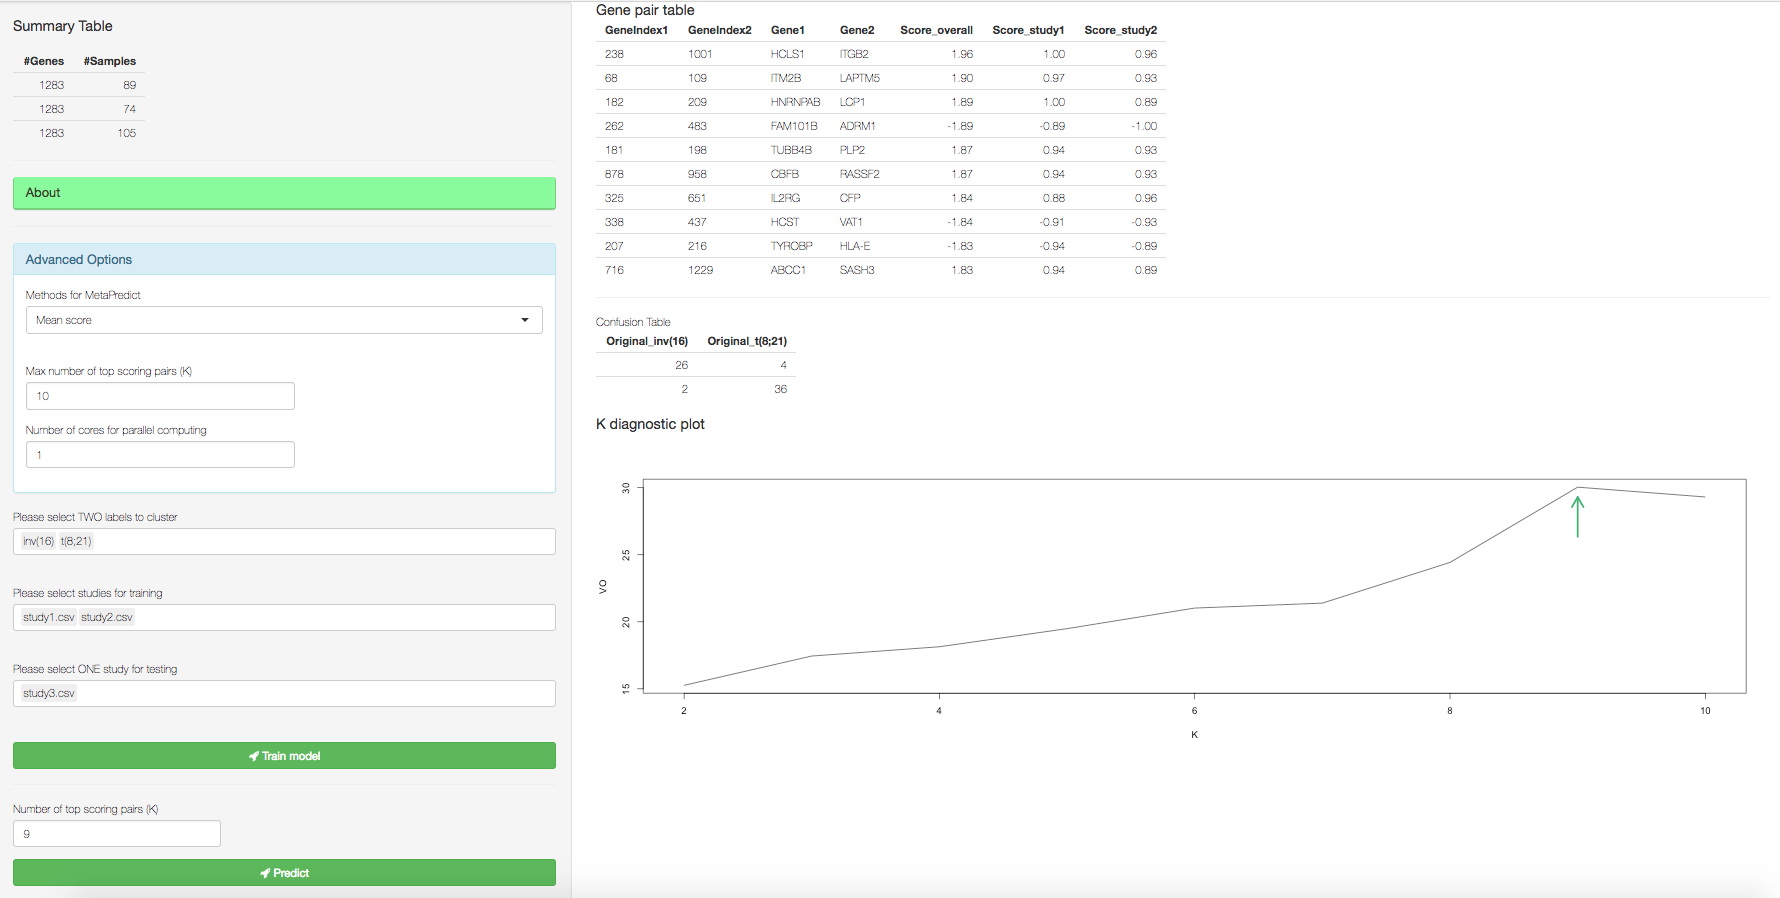 Summary Table
#Genes #Samples
1283 89
1283 74
1283 105
About
Advanced Options
Methods for MetaPredict
Mean score
Max number of top scoring pairs (K)
10
Number of cores for parallel computing
1
Please select TWO labels to cluster
inv(16) t(8;21)
Please select studies for training
study1.csv study2.csv
Please select ONE study for testing
study3.csv
Train model
Number of top scoring pairs (K)
9
Predict
Gene pair table
GeneIndex1 GeneIndex2 Gene1 Gene2 Score_overall Score_study1 Score_study2
238 1001 HCLS1 ITGB2 1.96 1.00 0.96
68 109 ITM2B LAPTM5 1.90 0.97 0.93
182 209 HNRNPAB LCP1 1.89 1.00 0.89
262 483 FAM101B ADRM1 -1.89 -0.89 -1.00
181 198 TUBB4B PLP2 1.87 0.94 0.93
878 958 CBFB RASSF2 1.87 0.94 0.93
325 651 IL2RG CFP 1.84 0.88 0.96
338 437 HCST VAT1 -1.84 -0.91 -0.93
207 216 TYROBP HLA-E -1.83 -0.94 -0.89
716 1229 ABCC1 SASH3 1.83 0.94 0.89
Confusion Table
Original_inv(16) Original_t(8;21)
26 4
2 36
K diagnostic plot
30
25
20
15
VO
2 4 6 8 10
K